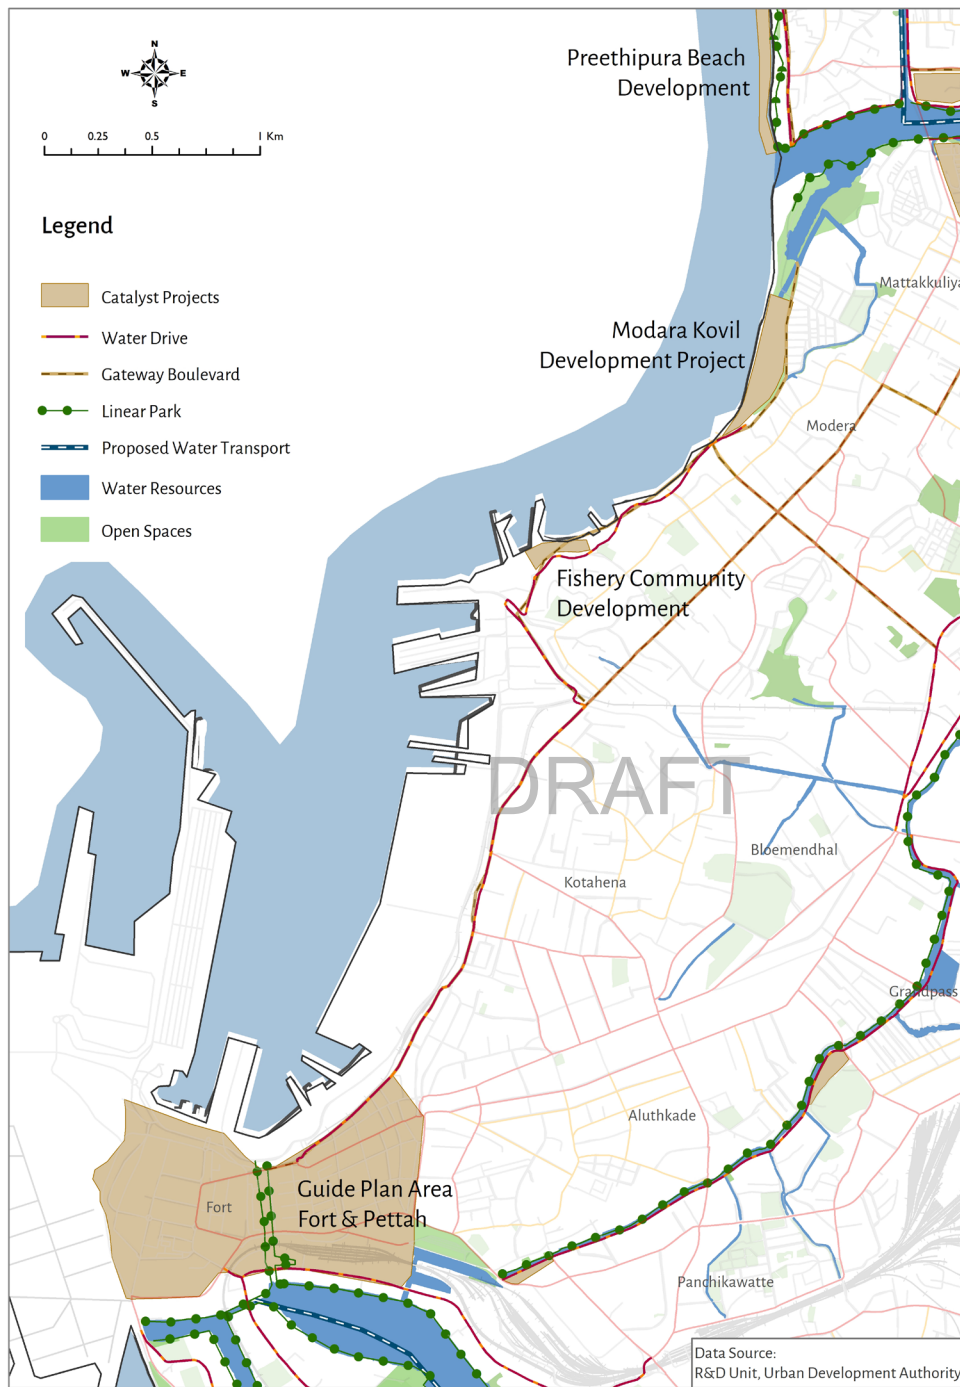 Preethipura Beach
Development
N
W E
S
0 0.25 0.5 1 Km
Legend
Catalyst Projects
Water Drive
Gateway Boulevard
Linear Park
Proposed Water Transport
Water Resources
Open Spaces
Mattakkuliya
Modara Kovil
Development Project
Modera
Fishery Community
Development
DRAFT
Bloemendhal
Kotahena
Grandpass
Aluthkade
Guide Plan Area
Fort & Pettah
Fort
Panchikawatte
Data Source:
R&D Unit, Urban Development Authority